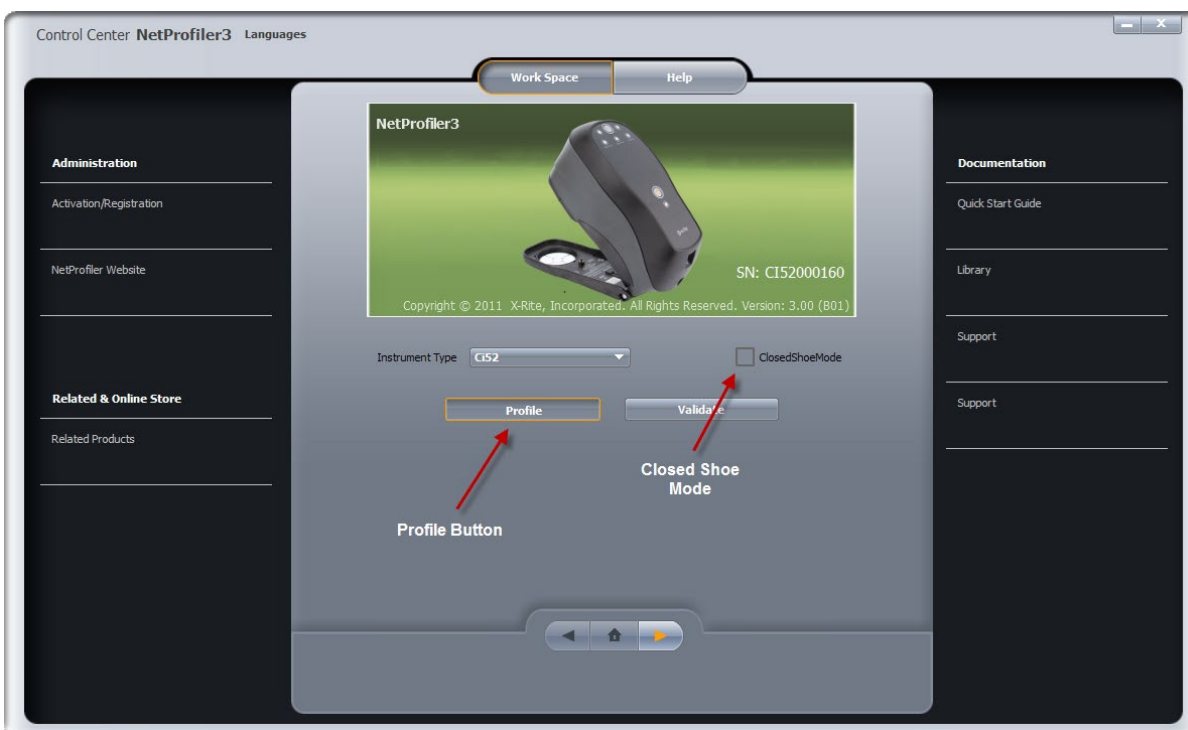 Control Center NetProfiler3 Languages
Work Space
Help
Administration
Activation/Registration
NetProfiler Website
Related & Online Store
Related Products
NetProfiler3
SN: CI52000160
Copyright © 2011 X-Rite, Incorporated. All Rights Reserved. Version: 3.00 (B01)
Instrument Type
Ci52
ClosedShoeMode
Profile
Validate
Closed Shoe
Mode
Profile Button
Documentation
Quick Start Guide
Library
Support
Support